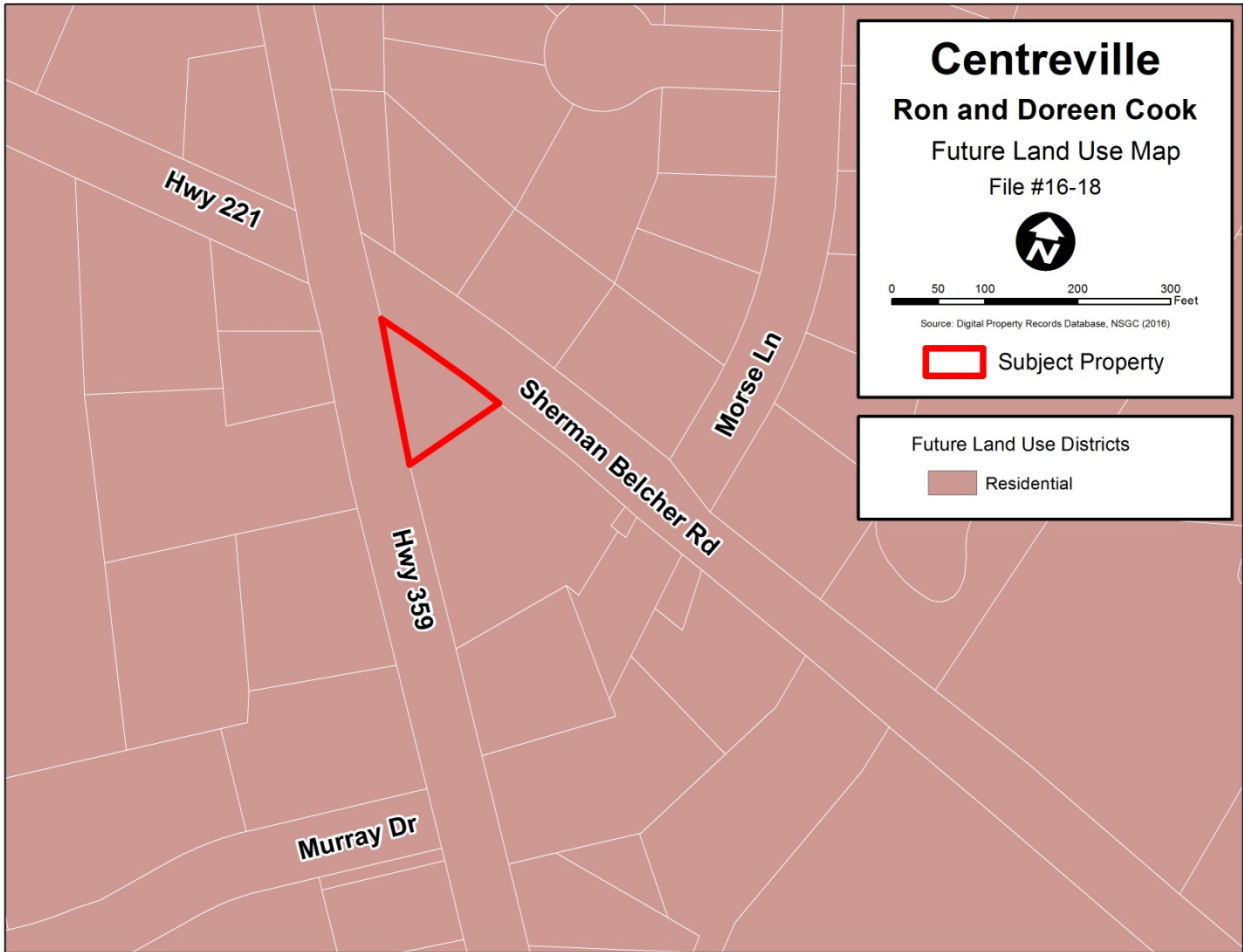 Centreville
Ron and Doreen Cook
Future Land Use Map
File #16-18
N
0 50 100 200 300
Feet
Source: Digital Property Records Database, NSGC (2016)
Subject Property
Future Land Use Districts
Residential
Hwy 221
Morse Ln
Sherman Belcher Rd
Hwy 359
Murray Dr